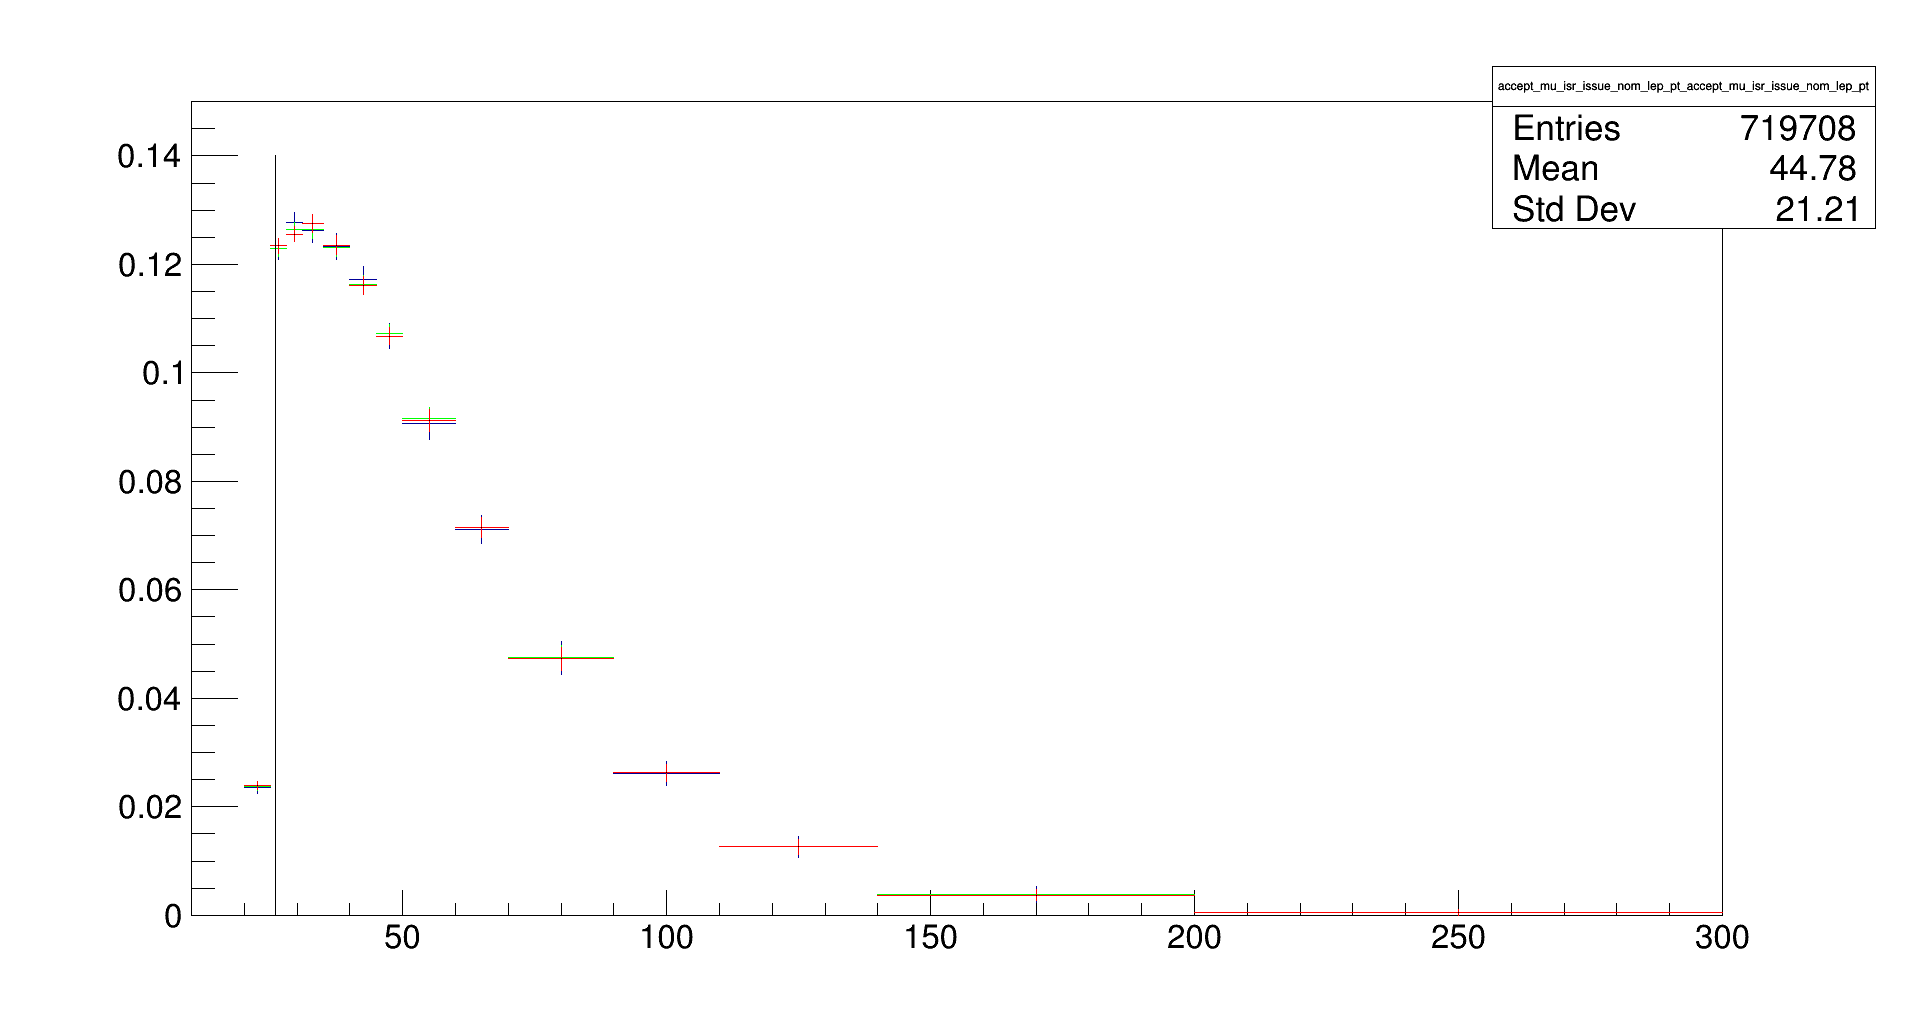 accept_mu_isr_issue_nom_lep_pt_accept_mu_isr_issue_nom_lep_pt
Entries 719708
Mean 44.78
Std Dev 21.21
0.14
0.12
0.1
0.08
0.06
0.04
0.02
0
50 100 150 200 250 300